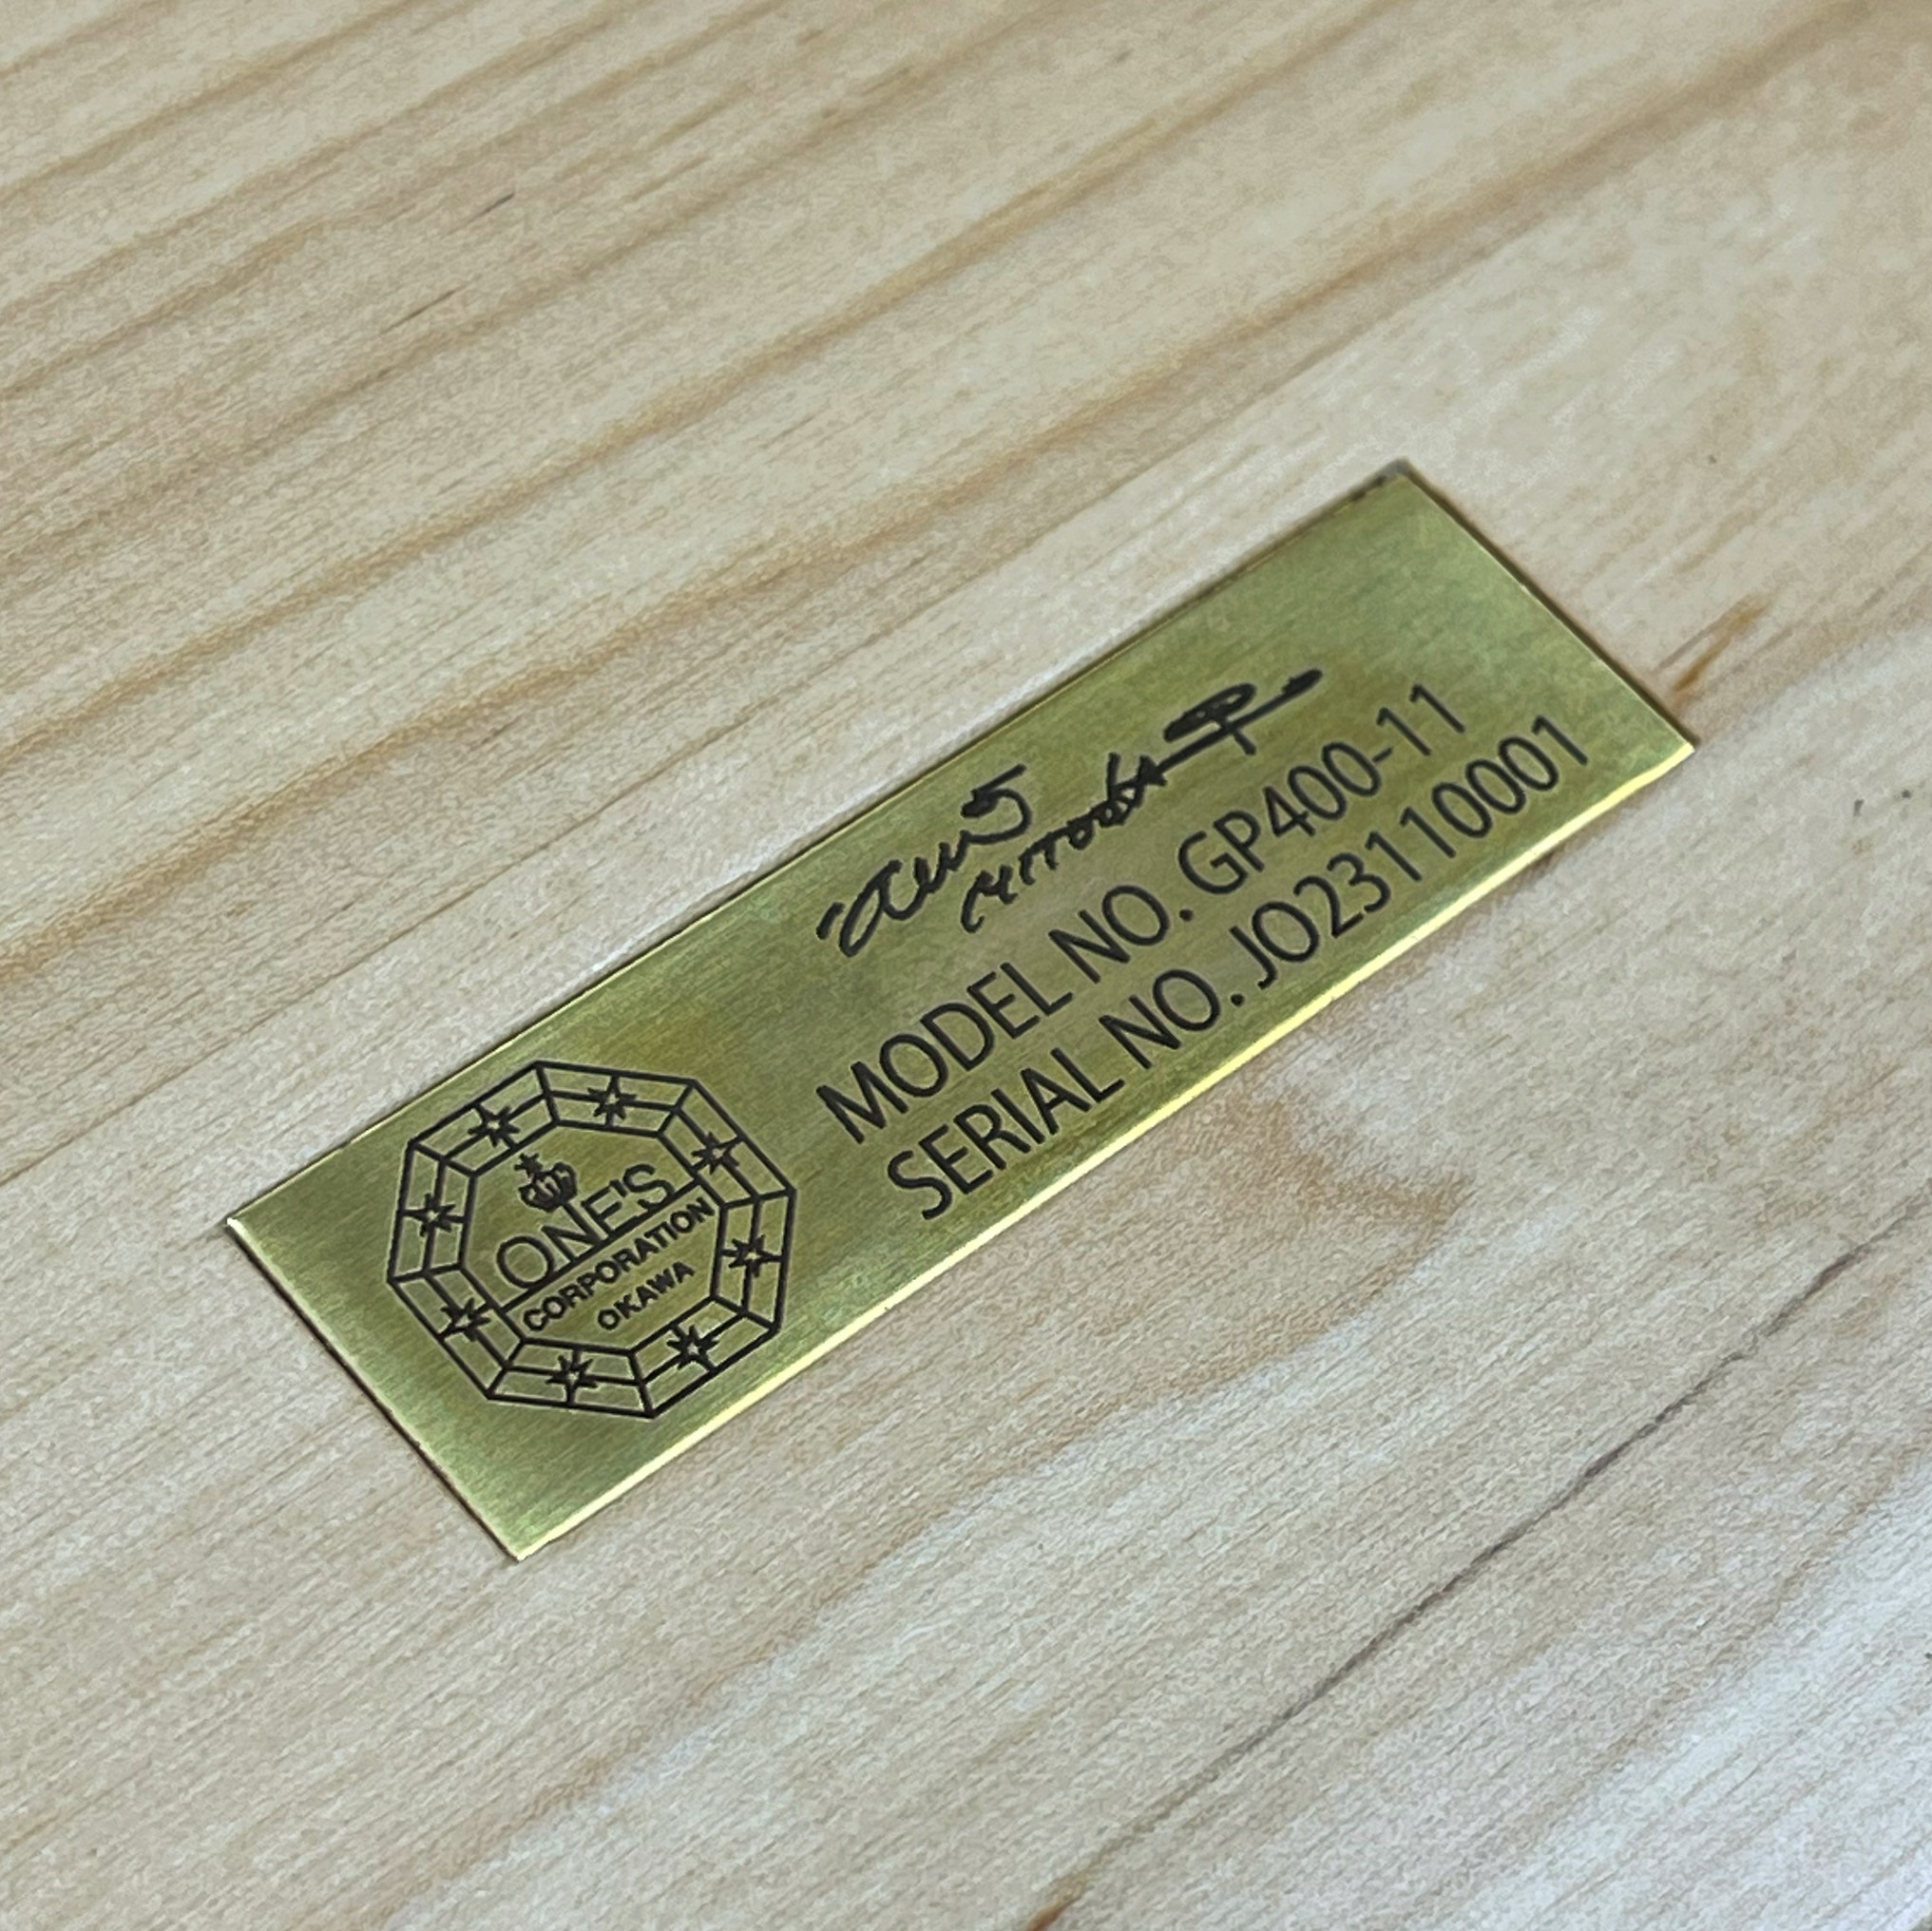 ONE'S
CORPORATION
OKAWA
MODEL NO. GP400-11
SERIAL NO. JO23110001